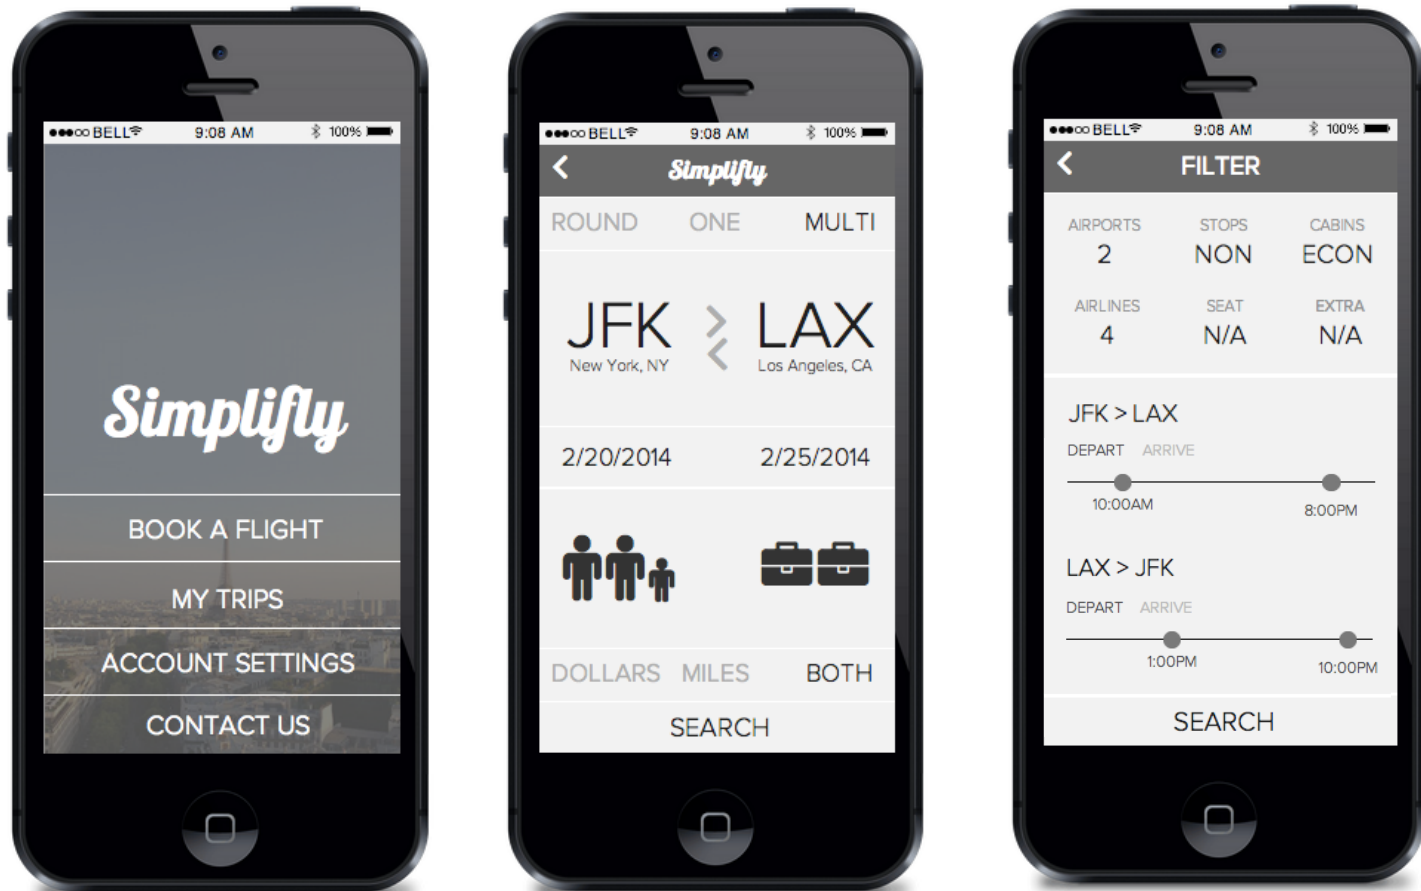 ●●●○○ BELL 9:08 AM 100%
Simplifly
BOOK A FLIGHT
MY TRIPS
ACCOUNT SETTINGS
CONTACT US
●●●○○ BELL 9:08 AM 100%
Simplifly
ROUND ONE MULTI
JFK LAX
New York, NY Los Angeles, CA
2/20/2014 2/25/2014
DOLLARS MILES BOTH
SEARCH
●●●○○ BELL 9:08 AM 100%
FILTER
AIRPORTS STOPS CABINS
2 NON ECON
AIRLINES SEAT EXTRA
4 N/A N/A
JFK > LAX
DEPART ARRIVE
10:00AM 8:00PM
LAX > JFK
DEPART ARRIVE
1:00PM 10:00PM
SEARCH